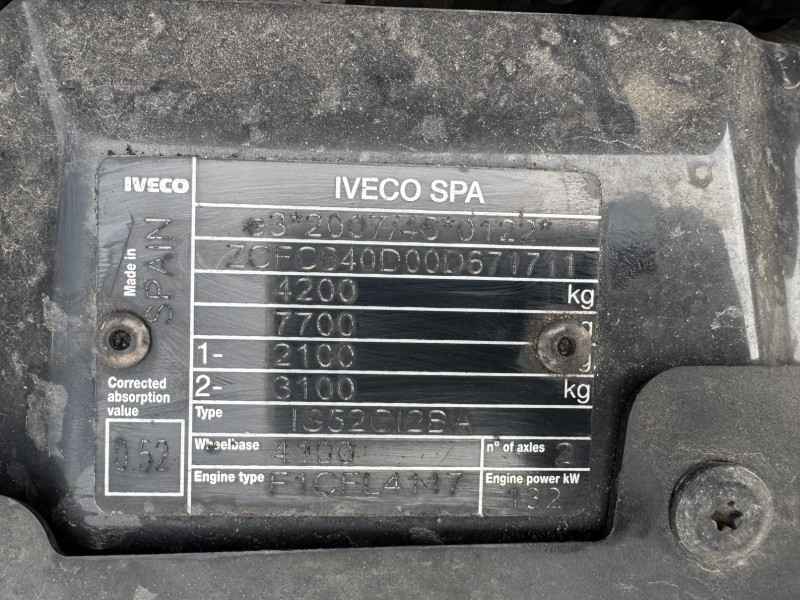 IVECO
IVECO SPA
e3*2007/46*0122*
Made in
SPAIN
ZCFC340D00D671711
4200 kg
7700
1- 2100
2- 3100 kg
Corrected
absorption
value
0.52
Type
Wheelbase 4100
n° of axles 2
Engine type
Engine power kW
132